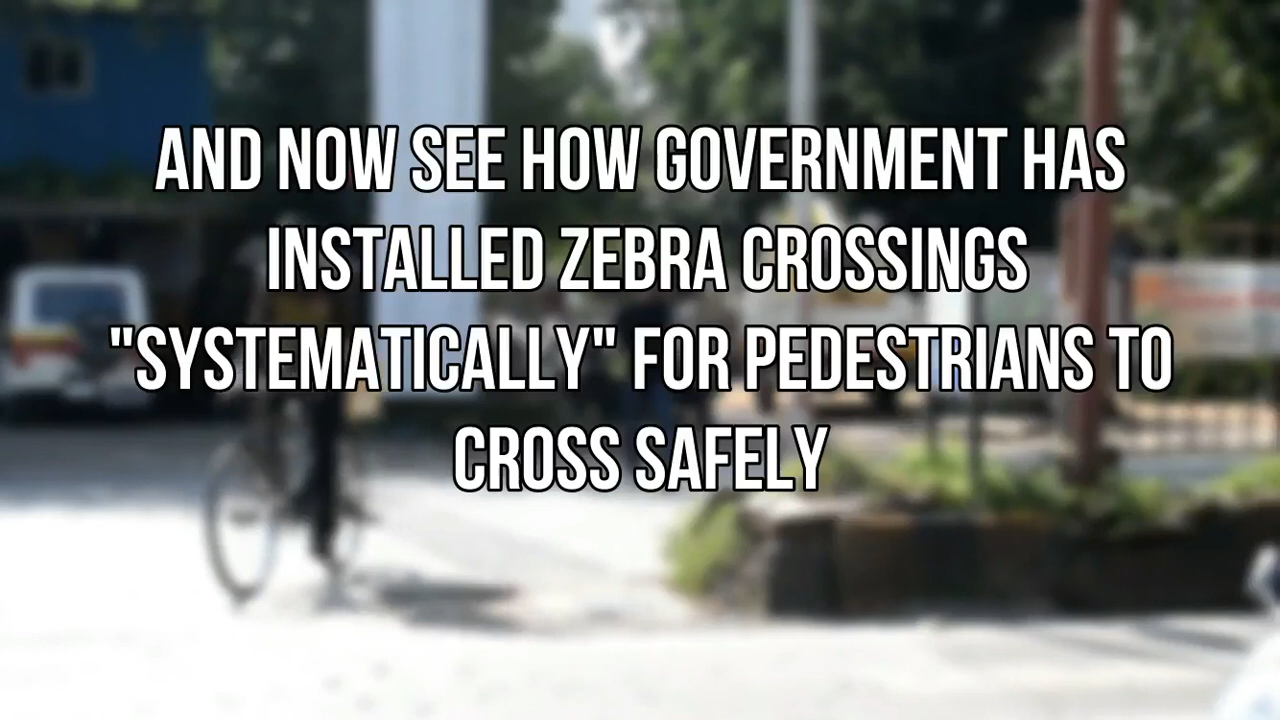 AND NOW SEE HOW GOVERNMENT HAS
INSTALLED ZEBRA CROSSINGS
"SYSTEMATICALLY" FOR PEDESTRIANS TO
CROSS SAFELY